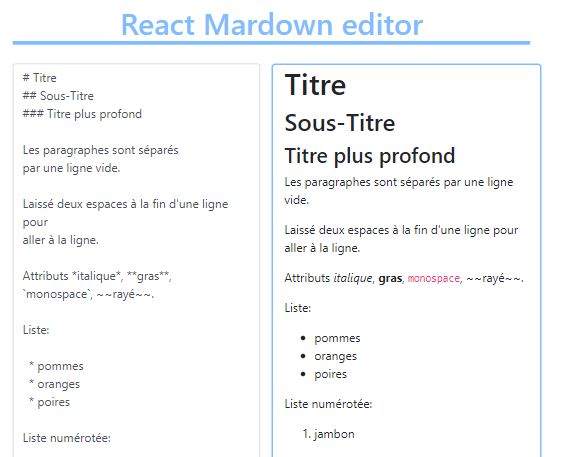 React Mardown editor
# Titre
## Sous-Titre
### Titre plus profond
Les paragraphes sont séparés
par une ligne vide.
Laissé deux espaces à la fin d'une ligne
pour
aller à la ligne.
Attributs *italique*, **gras**,
`monospace`, ~~rayé~~.
Liste:
* pommes
* oranges
* poires
Liste numérotée:
Titre
Sous-Titre
Titre plus profond
Les paragraphes sont séparés par une ligne
vide.
Laissé deux espaces à la fin d'une ligne pour
aller à la ligne.
Attributs italique, gras, monospace, ~~rayé~~.
Liste:
• pommes
• oranges
• poires
Liste numérotée:
1. jambon